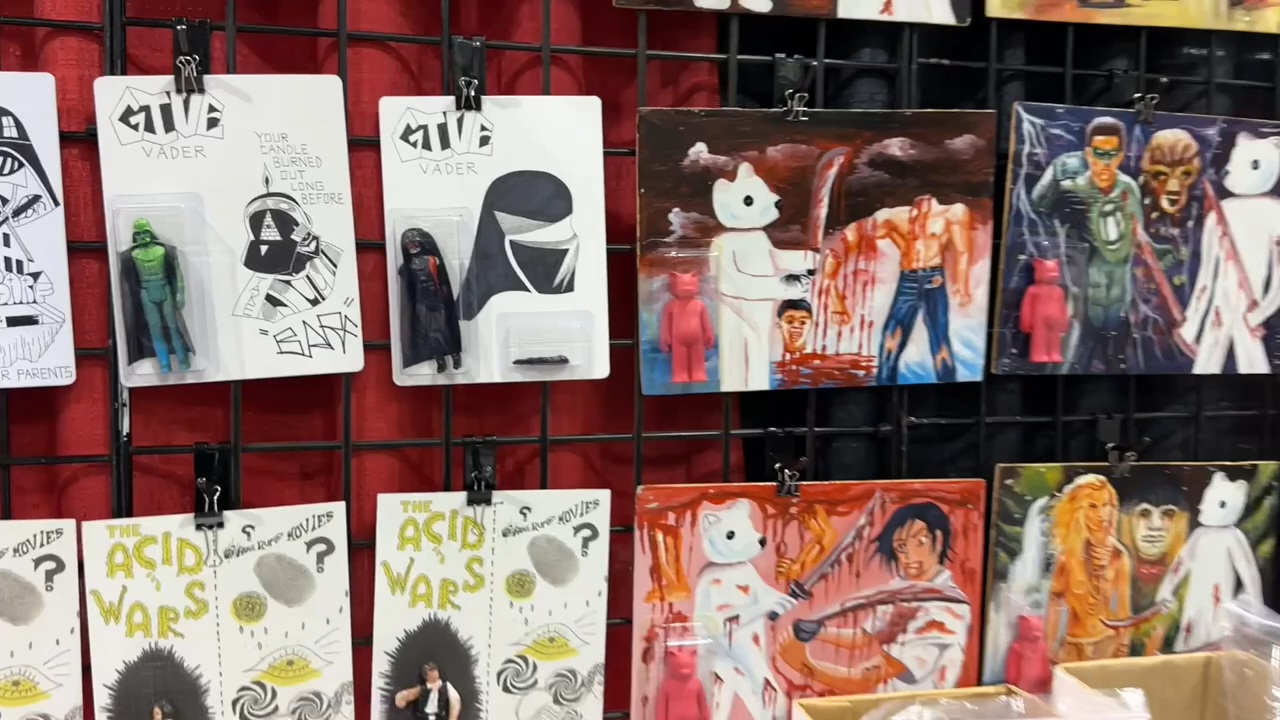 R PARENTS
GIVE
VADER
YOUR
CANDLE
BURNED
OUT
LONG
BEFORE
GIVE
VADER
MOVIES
?
THE
ACID
WARS
?
MOVIES
?
THE
ACID
WARS
?
MOVIES
?